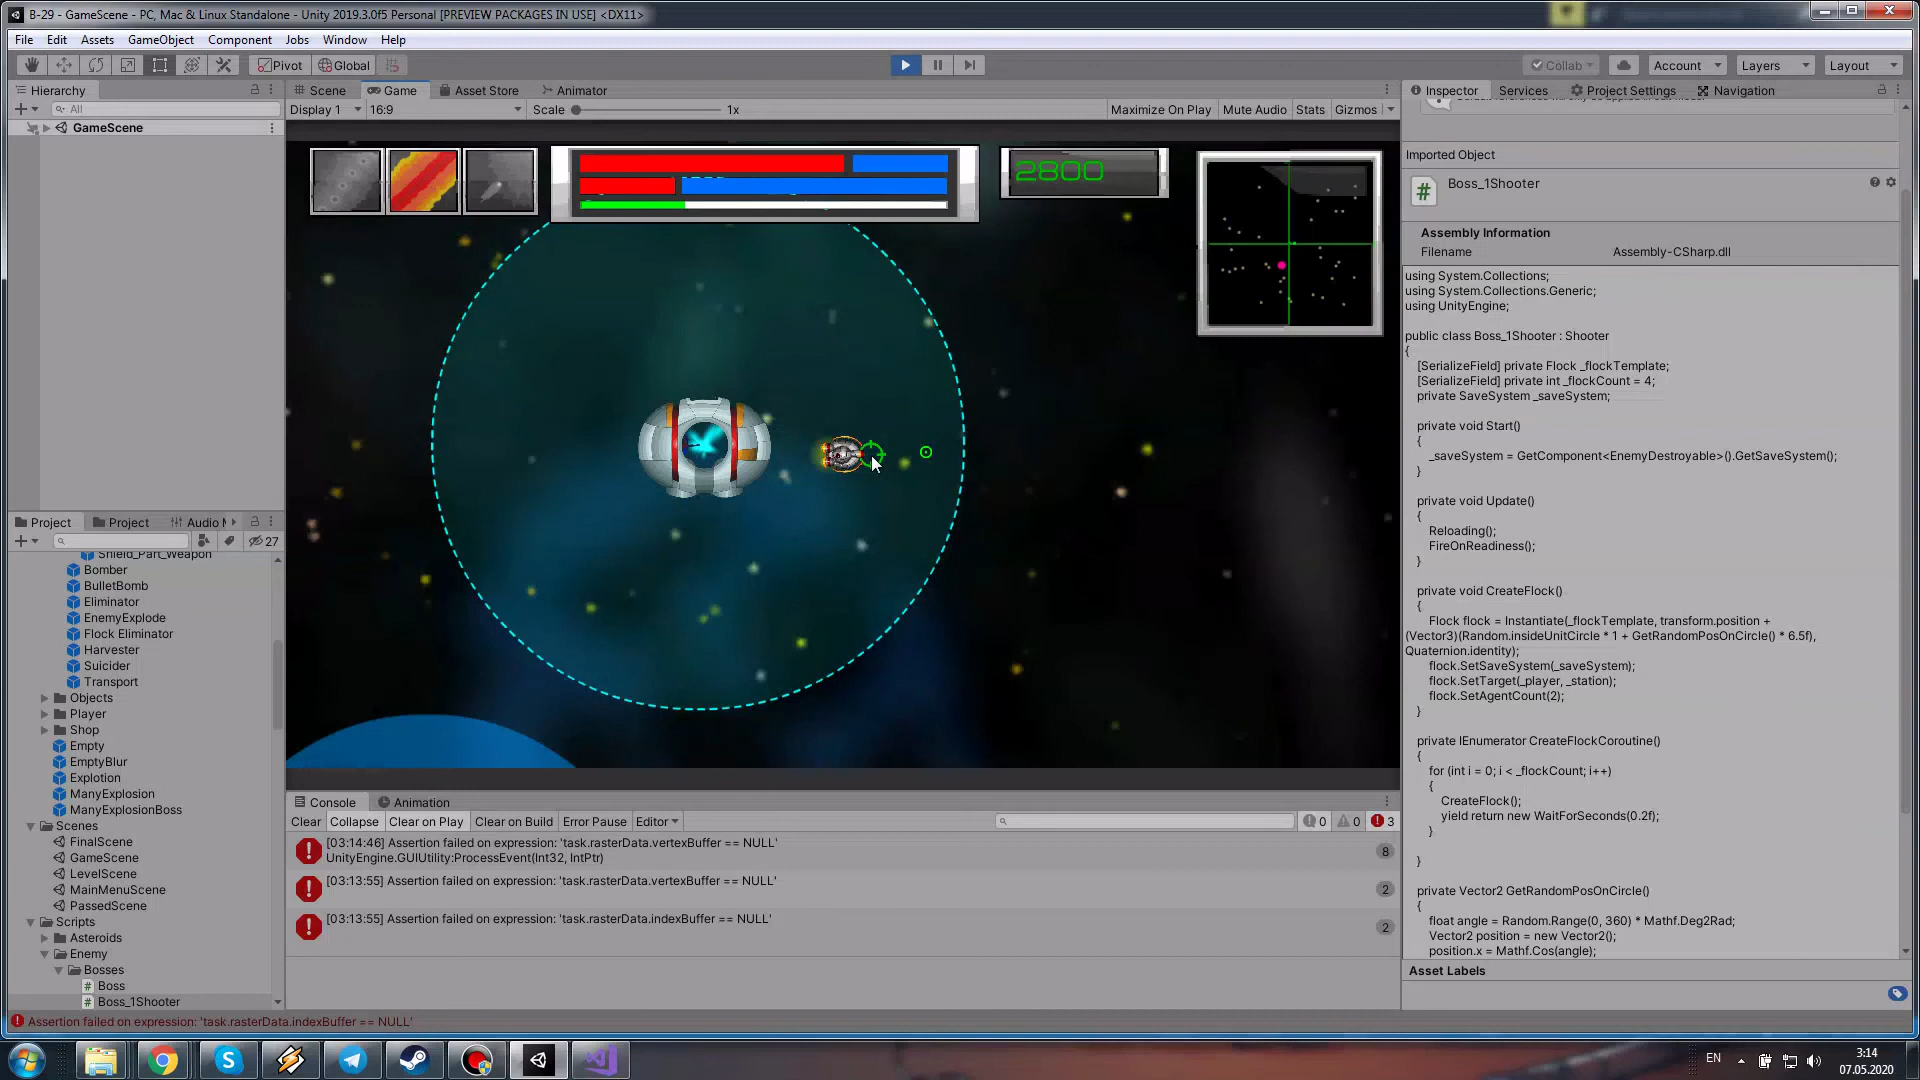 B-29 - GameScene - PC, Mac & Linux Standalone - Unity 2019.3.0f5 Personal [PREVIEW PACKAGES IN USE] <DX11>
File Edit Assets GameObject Component Jobs Window Help
Pivot Global Collab Account Layers Layout
Hierarchy Scene Game Asset Store Animator Inspector Services Project Settings Navigation
All Display 1 16:9 Scale 1x Maximize On Play Mute Audio Stats Gizmos
GameScene
2800
Imported Object
Boss_1Shooter
Assembly Information
Filename Assembly-CSharp.dll
using System.Collections;
using System.Collections.Generic;
using UnityEngine;
public class Boss_1Shooter : Shooter
{
[SerializeField] private Flock _flockTemplate;
[SerializeField] private int _flockCount = 4;
private SaveSystem _saveSystem;
private void Start()
{
_saveSystem = GetComponent<EnemyDestroyable>().GetSaveSystem();
}
private void Update()
{
Reloading();
FireOnReadiness();
}
private void CreateFlock()
{
Flock flock = Instantiate(_flockTemplate, transform.position +
(Vector3)(Random.insideUnitCircle * 1 + GetRandomPosOnCircle() * 6.5f),
Quaternion.identity);
flock.SetSaveSystem(_saveSystem);
flock.SetTarget(_player, _station);
flock.SetAgentCount(2);
}
private IEnumerator CreateFlockCoroutine()
{
for (int i = 0; i < _flockCount; i++)
{
CreateFlock();
yield return new WaitForSeconds(0.2f);
}
}
private Vector2 GetRandomPosOnCircle()
{
float angle = Random.Range(0, 360) * Mathf.Deg2Rad;
Vector2 position = new Vector2();
position.x = Mathf.Cos(angle);
Asset Labels
Project Project Audio M
27
Shield_Part_Weapon
Bomber
BulletBomb
Eliminator
EnemyExplode
Flock Eliminator
Harvester
Suicider
Transport
Objects
Player
Shop
Empty
EmptyBlur
Explotion
ManyExplosion
ManyExplosionBoss
Scenes
FinalScene
GameScene
LevelScene
MainMenuScene
PassedScene
Scripts
Asteroids
Enemy
Bosses
Boss
Boss_1Shooter
Console Animation
Clear Collapse Clear on Play Clear on Build Error Pause Editor 0 0 3
[03:14:46] Assertion failed on expression: 'task.rasterData.vertexBuffer == NULL'
UnityEngine.GUIUtility:ProcessEvent(Int32, IntPtr)
8
[03:13:55] Assertion failed on expression: 'task.rasterData.vertexBuffer == NULL'
2
[03:13:55] Assertion failed on expression: 'task.rasterData.indexBuffer == NULL'
2
Assertion failed on expression: 'task.rasterData.indexBuffer == NULL'
EN
3:14
07.05.2020